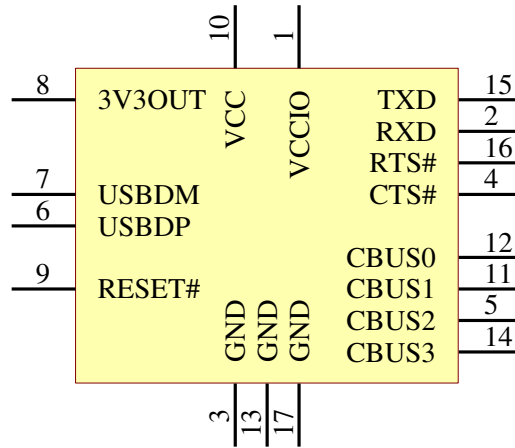 10 1
8 3V3OUT VCC VCCIO TXD 15
RXD 2
RTS# 16
7 USBDM CTS# 4
6 USBDP
CBUS0 12
9 RESET# CBUS1 11
CBUS2 5
CBUS3 14
GND GND GND
3 13 17